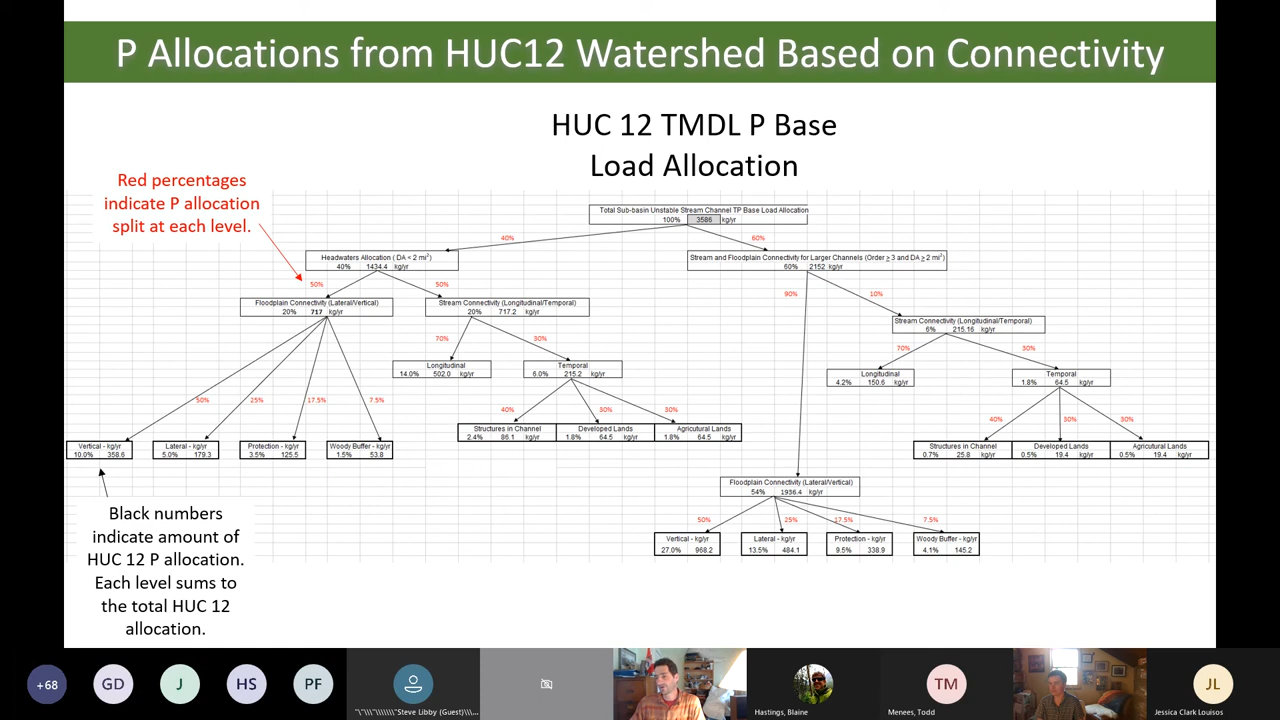 P Allocations from HUC12 Watershed Based on Connectivity
HUC 12 TMDL P Base
Load Allocation
Red percentages
indicate P allocation
split at each level.
Total Sub-basin Unstable Stream Channel TP Base Load Allocation
100% 3586 kg/yr
40%
60%
Headwaters Allocation ( DA < 2 mi²)
40% 1434.4 kg/yr
Stream and Floodplain Connectivity for Larger Channels (Order ≥ 3 and DA ≥ 2 mi²)
60% 2152 kg/yr
50%
50%
90%
10%
Floodplain Connectivity (Lateral/Vertical)
20% 717 kg/yr
Stream Connectivity (Longitudinal/Temporal)
20% 717.2 kg/yr
Stream Connectivity (Longitudinal/Temporal)
6% 215.16 kg/yr
70%
30%
70%
30%
Longitudinal
14.0% 502.0 kg/yr
Temporal
6.0% 215.2 kg/yr
Longitudinal
4.2% 150.6 kg/yr
Temporal
1.8% 64.5 kg/yr
50%
25%
17.5%
7.5%
40%
30%
30%
40%
30%
30%
Structures in Channel
2.4% 86.1 kg/yr
Developed Lands
1.8% 64.5 kg/yr
Agricutural Lands
1.8% 64.5 kg/yr
Vertical - kg/yr
10.0% 358.6
Lateral - kg/yr
5.0% 179.3
Protection - kg/yr
3.5% 125.5
Woody Buffer - kg/yr
1.5% 53.8
Structures in Channel
0.7% 25.8 kg/yr
Developed Lands
0.5% 19.4 kg/yr
Agricutural Lands
0.5% 19.4 kg/yr
Floodplain Connectivity (Lateral/Vertical)
54% 1936.4 kg/yr
50%
25%
17.5%
7.5%
Vertical - kg/yr
27.0% 968.2
Lateral - kg/yr
13.5% 484.1
Protection - kg/yr
9.5% 338.9
Woody Buffer - kg/yr
4.1% 145.2
Black numbers
indicate amount of
HUC 12 P allocation.
Each level sums to
the total HUC 12
allocation.
+68
GD
J
HS
PF
"\"\\"\\\\\\\"Steve Libby (Guest)\\\...
Hastings, Blaine
TM
Menees, Todd
JL
Jessica Clark Louisos